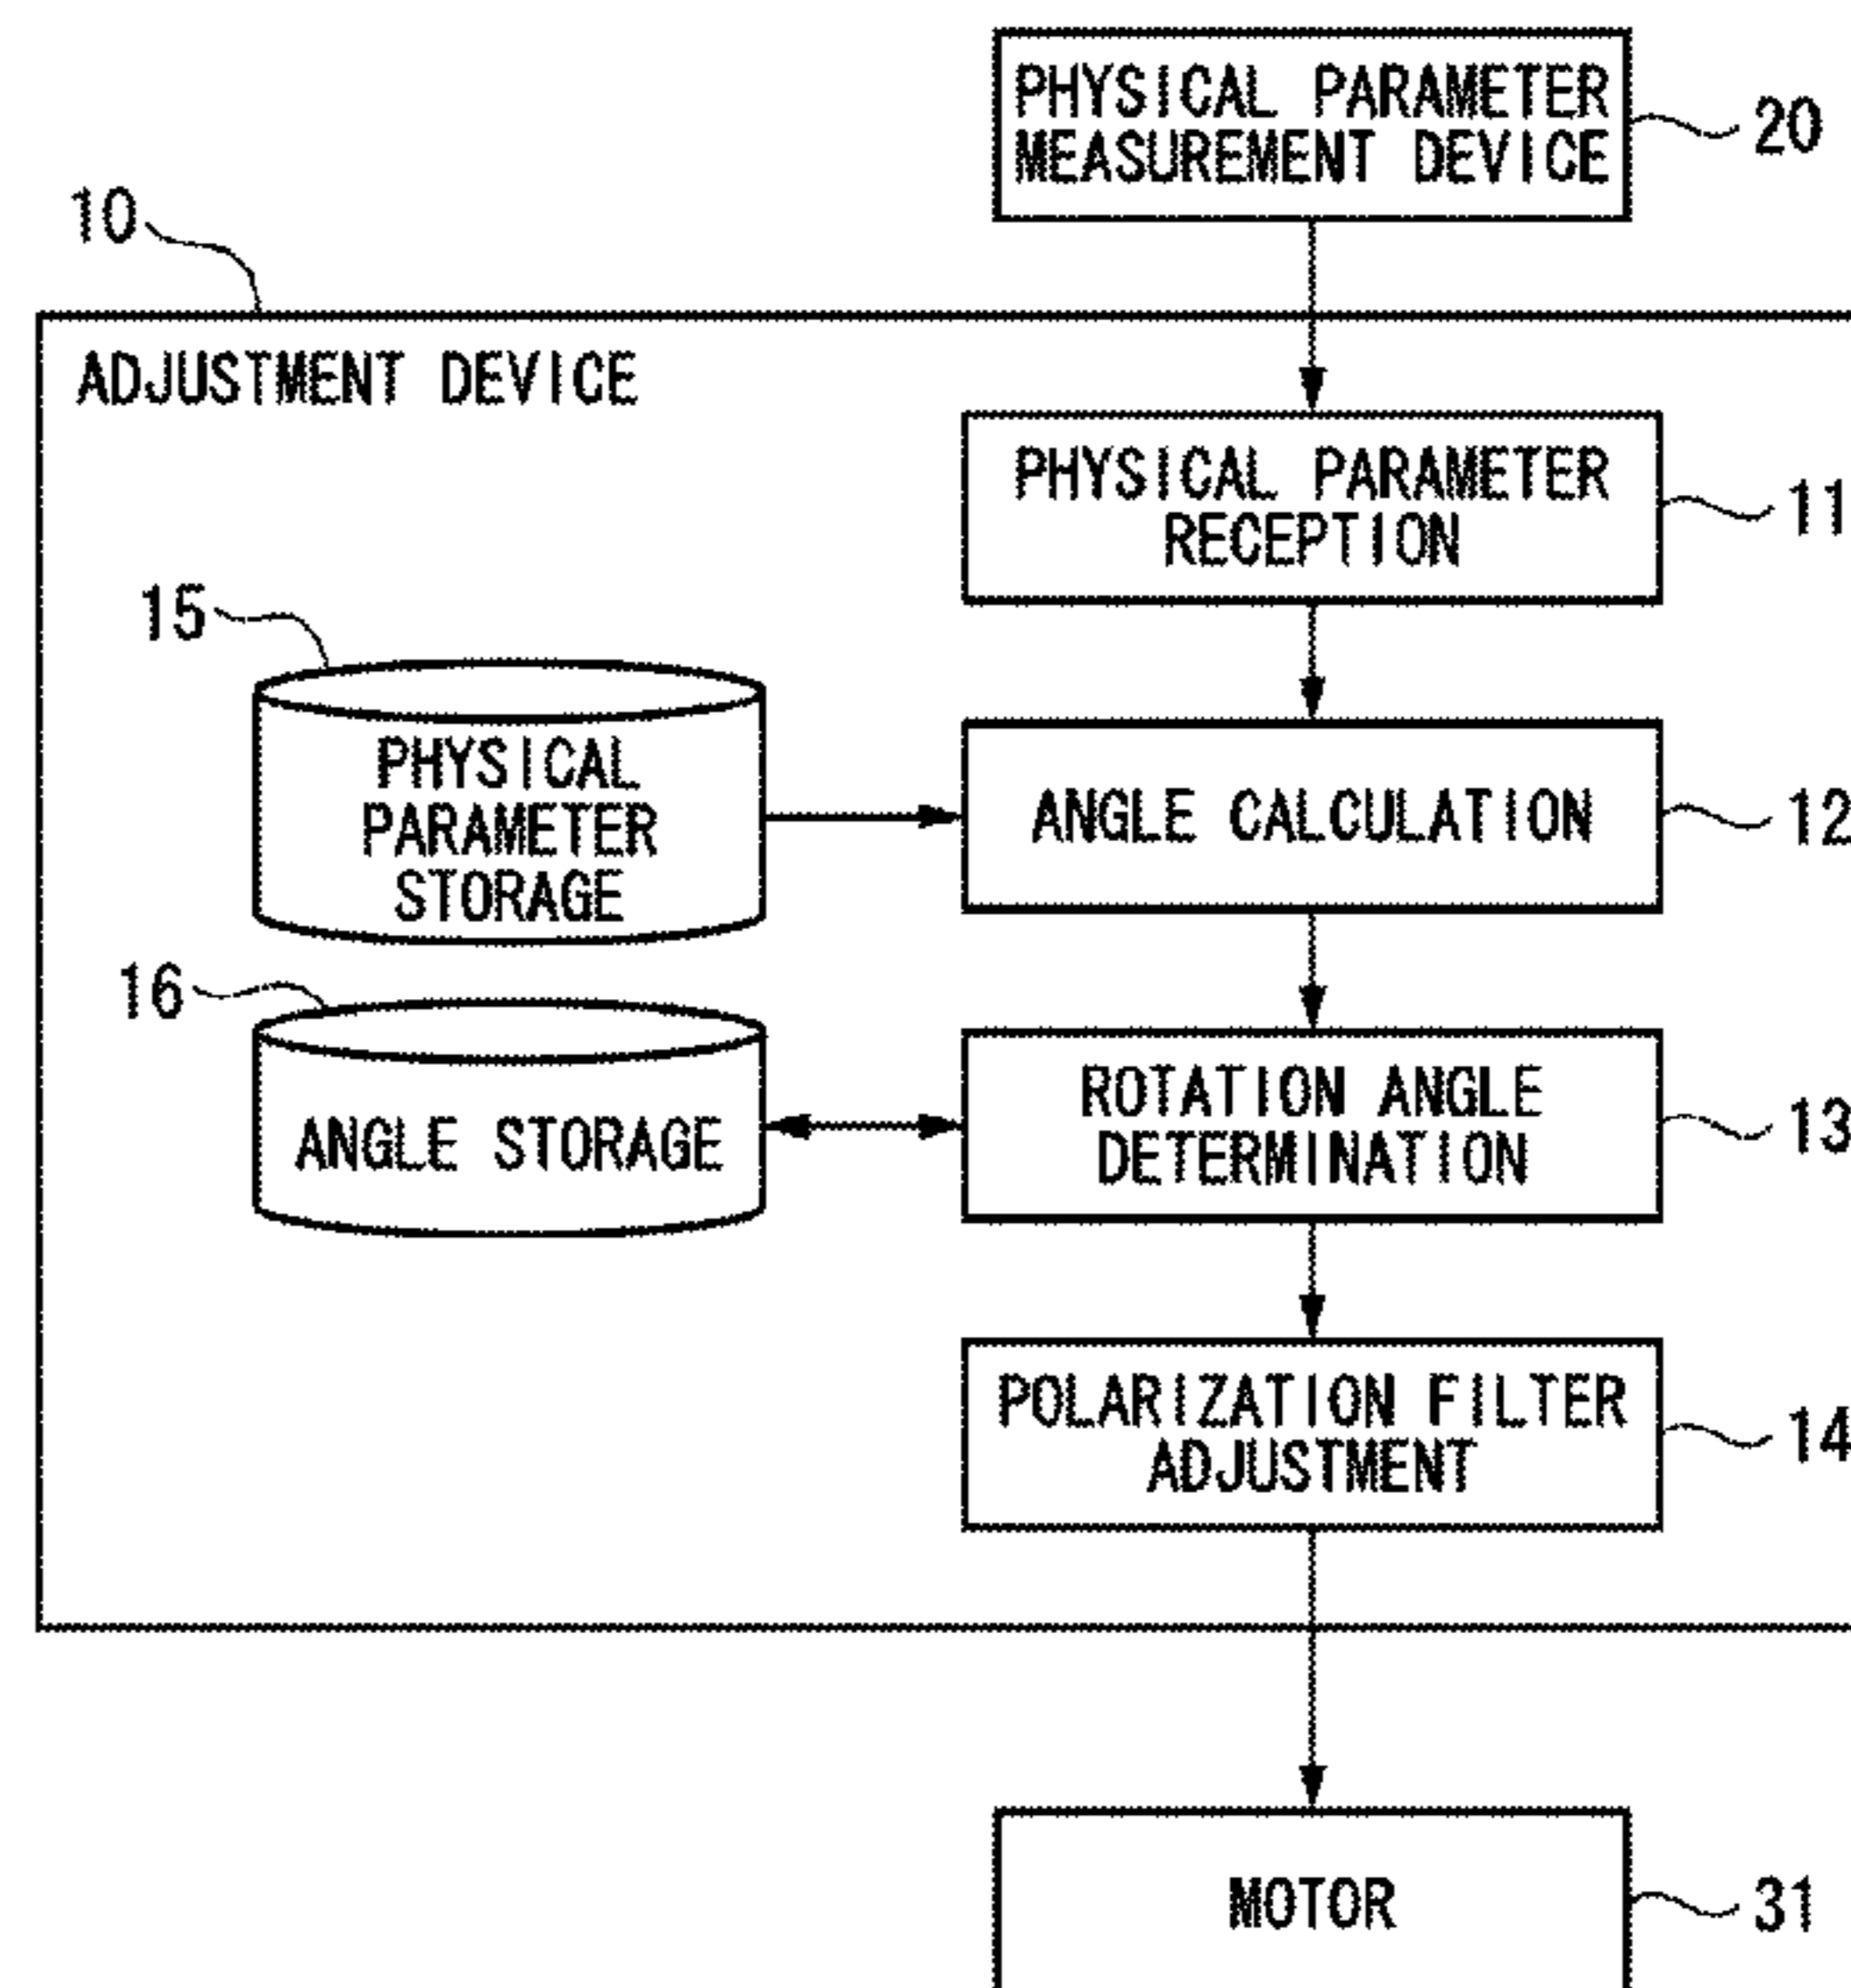 PHYSICAL PARAMETER
MEASUREMENT DEVICE
20
10
ADJUSTMENT DEVICE
PHYSICAL PARAMETER
RECEPTION
11
15
PHYSICAL
PARAMETER
STORAGE
ANGLE CALCULATION
12
16
ANGLE STORAGE
ROTATION ANGLE
DETERMINATION
13
POLARIZATION FILTER
ADJUSTMENT
14
MOTOR
31